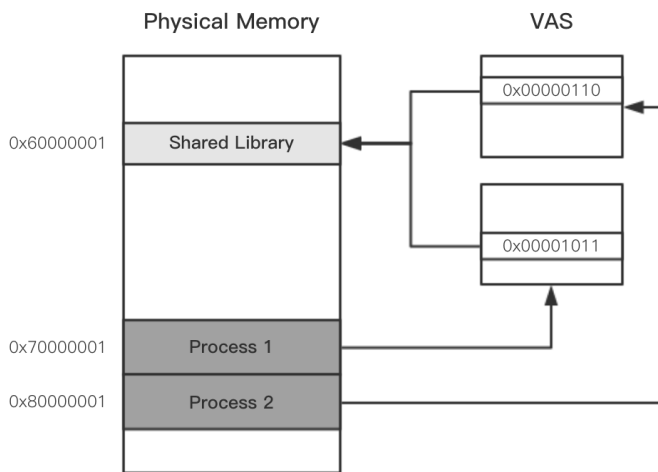 Physical Memory
VAS
0x00000110
0x60000001
Shared Library
0x00001011
0x70000001
Process 1
0x80000001
Process 2